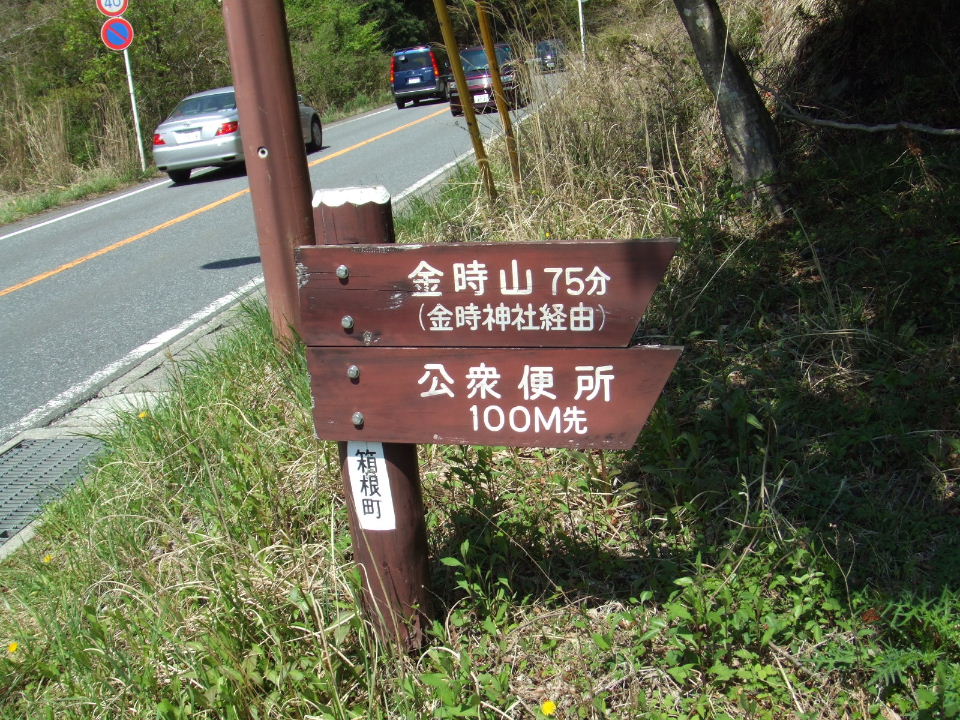 40
金時山 75分
(金時神社経由)
公衆便所
100M先
箱根町